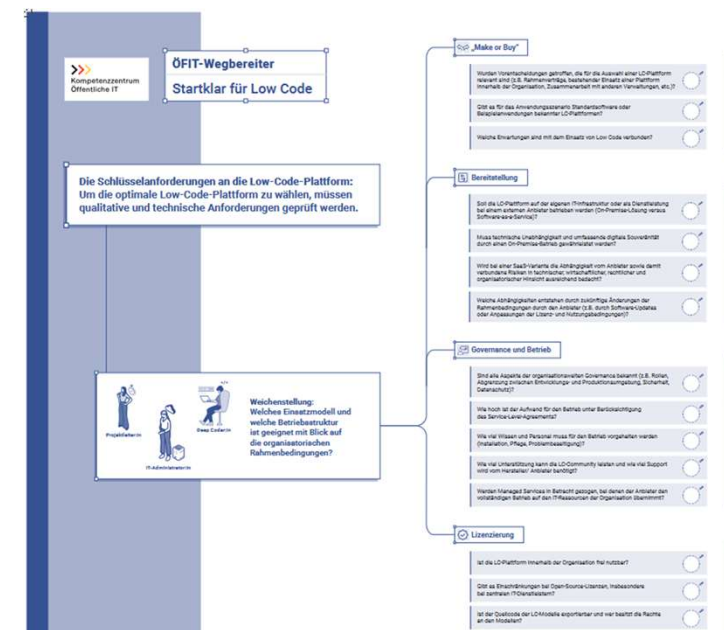 Kompetenzzentrum
Öffentliche IT
ÖFIT-Wegbereiter
Startklar für Low Code
Die Schlüsselanforderungen an die Low-Code-Plattform:
Um die optimale Low-Code-Plattform zu wählen, müssen
qualitative und technische Anforderungen geprüft werden.
Projektleiter:in
IT-Administrator:in
Deep Coder:in
Weichenstellung:
Welches Einsatzmodell und
welche Betriebsstruktur
ist geeignet mit Blick auf
die organisatorischen
Rahmenbedingungen?
„Make or Buy"
Wurden Vorentscheidungen getroffen, die für die Auswahl einer LC-Plattform
relevant sind (z.B. Rahmenverträge, bestehender Einsatz einer Plattform
innerhalb der Organisation, Zusammenarbeit mit anderen Verwaltungen, etc.)?
Gibt es für das Anwendungsszenario Standardsoftware oder
Beispielanwendungen bekannter LC-Plattformen?
Welche Erwartungen sind mit dem Einsatz von Low Code verbunden?
Bereitstellung
Soll die LC-Plattform auf der eigenen IT-Infrastruktur oder als Dienstleistung
bei einem externen Anbieter betrieben werden (On-Premise-Lösung versus
Software-as-a-Service)?
Muss technische Unabhängigkeit und umfassende digitale Souveränität
durch einen On-Premise-Betrieb gewährleistet werden?
Wird bei einer SaaS-Variante die Abhängigkeit vom Anbieter sowie damit
verbundene Risiken in technischer, wirtschaftlicher, rechtlicher und
organisatorischer Hinsicht ausreichend bedacht?
Welche Abhängigkeiten entstehen durch zukünftige Änderungen der
Rahmenbedingungen durch den Anbieter (z.B. durch Software-Updates
oder Anpassungen der Lizenz- und Nutzungsbedingungen)?
Governance und Betrieb
Sind alle Aspekte der organisationsweiten Governance bekannt (z.B. Rollen,
Abgrenzung zwischen Entwicklungs- und Produktionsumgebung, Sicherheit,
Datenschutz)?
Wie hoch ist der Aufwand für den Betrieb unter Berücksichtigung
des Service-Level-Agreements?
Wie viel Wissen und Personal muss für den Betrieb vorgehalten werden
(Installation, Pflege, Problembeseitigung)?
Wie viel Unterstützung kann die LC-Community leisten und wie viel Support
wird vom Hersteller/ Anbieter benötigt?
Werden Managed Services in Betracht gezogen, bei denen der Anbieter den
vollständigen Betrieb auf den IT-Ressourcen der Organisation übernimmt?
Lizenzierung
Ist die LC-Plattform innerhalb der Organisation frei nutzbar?
Gibt es Einschränkungen bei Open-Source-Lizenzen, insbesondere
bei zentralen IT-Dienstleistern?
Ist der Quellcode der LC-Modelle exportierbar und wer besitzt die Rechte
an den Modellen?